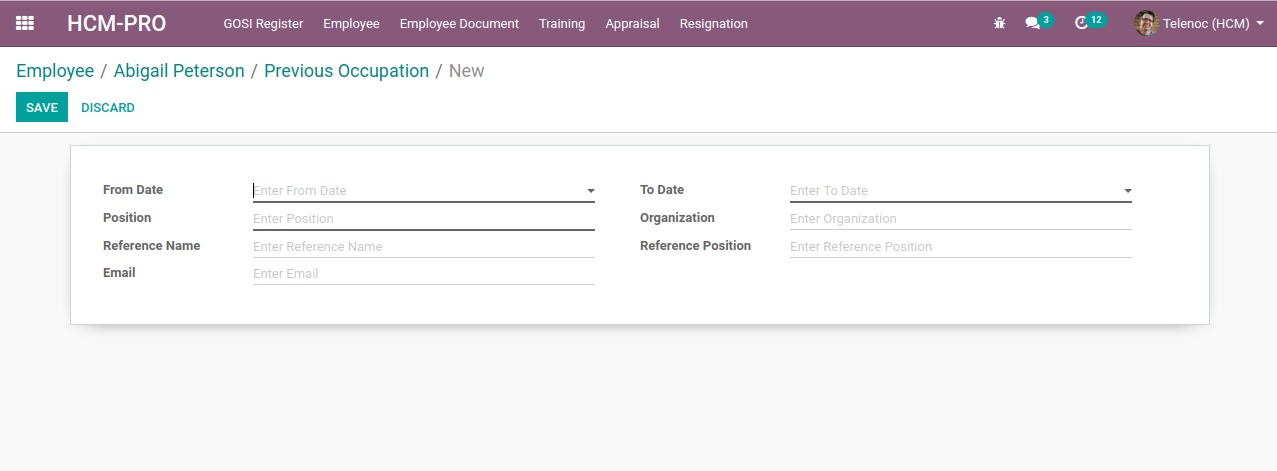 HCM-PRO GOSI Register Employee Employee Document Training Appraisal Resignation 3 12 Telenoc (HCM)
Employee / Abigail Peterson / Previous Occupation / New
SAVE DISCARD
From Date Enter From Date To Date Enter To Date
Position Enter Position Organization Enter Organization
Reference Name Enter Reference Name Reference Position Enter Reference Position
Email Enter Email